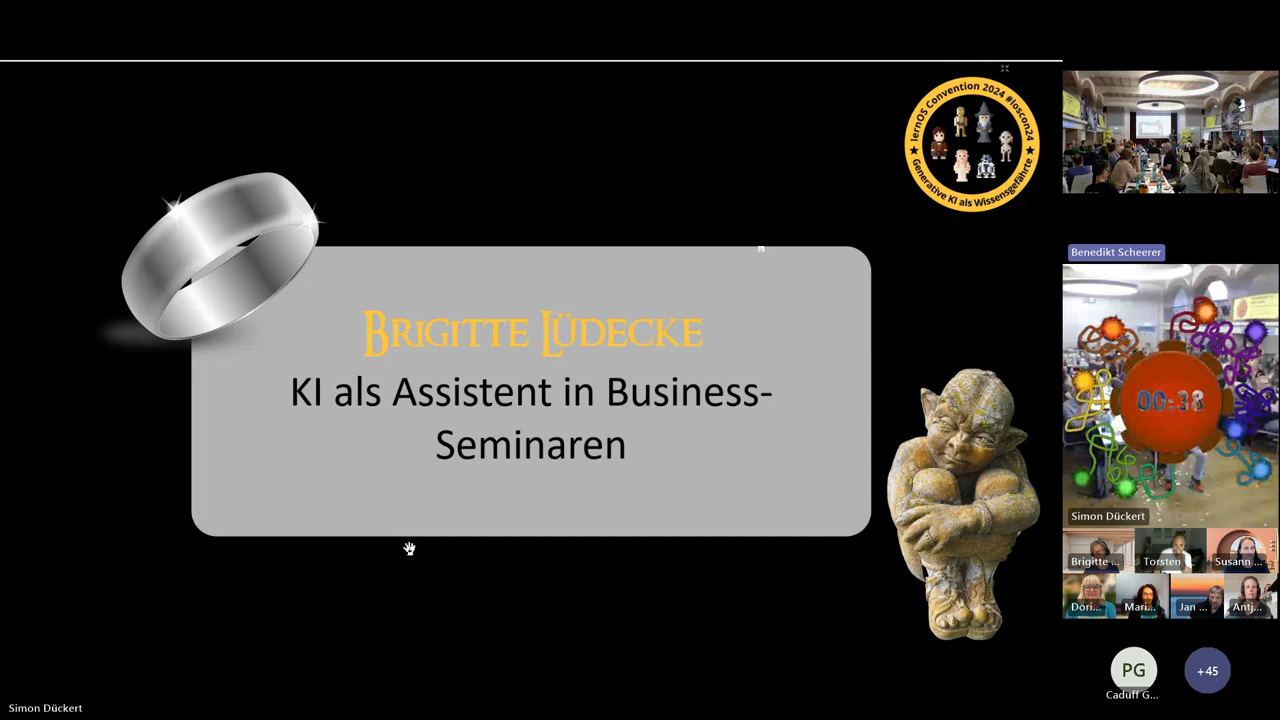 lernOS Convention 2024 #loscon24
Generative KI als Wissensgefährte
Brigitte Lüdecke
KI als Assistent in Business-
Seminaren
Benedikt Scheerer
00:38
Simon Dückert
Brigitte ...
Torsten
Susann ...
Dori...
Mari...
Jan ...
Antj...
PG
+45
Caduff G...
Simon Dückert